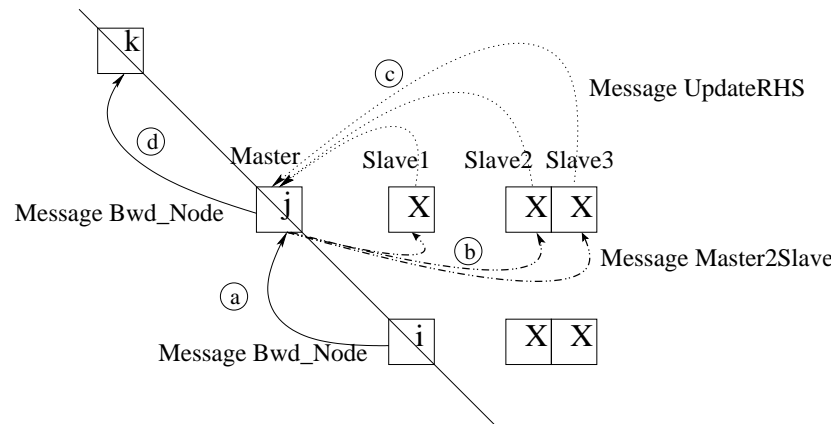 k
c
Message UpdateRHS
d
Master
Slave1
Slave2
Slave3
Message Bwd_Node
j
X
X
X
b
Message Master2Slave
a
Message Bwd_Node
i
X
X